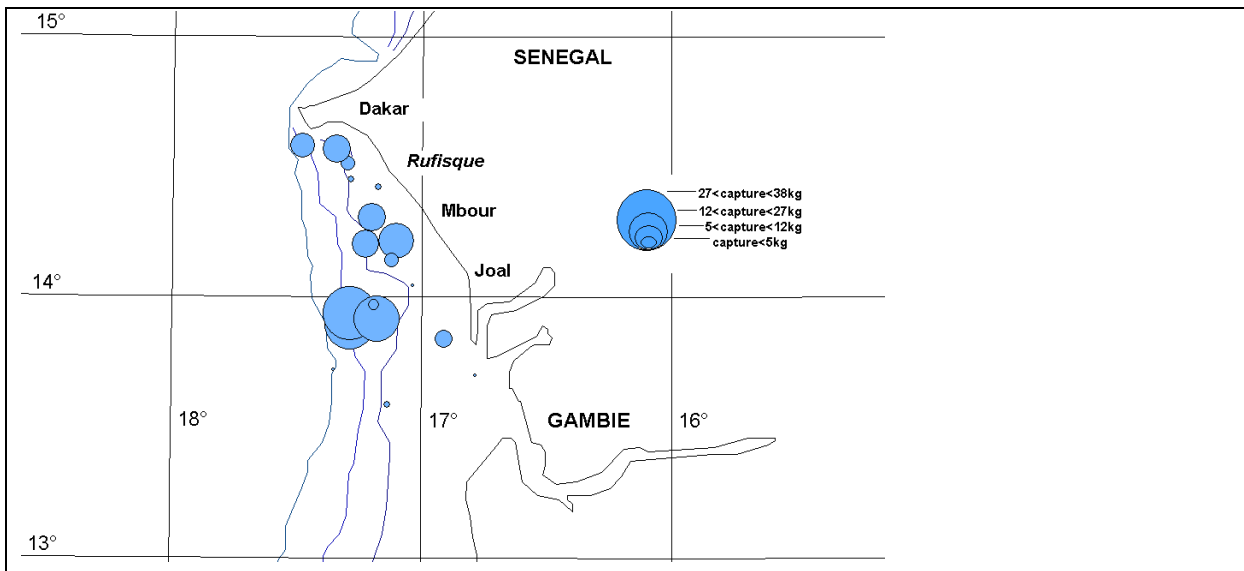 15°
SENEGAL
Dakar
Rufisque
27<capture<38kg
12<capture<27kg
Mbour
5<capture<12kg
capture<5kg
Joal
14°
18°
17°
GAMBIE
16°
13°